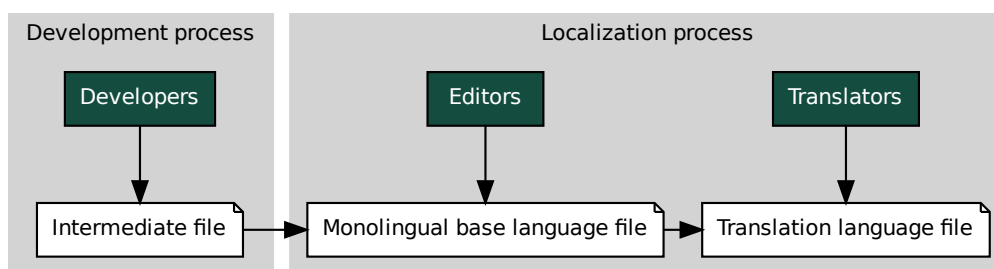 Development process
Localization process
Developers
Editors
Translators
Intermediate file
Monolingual base language file
Translation language file